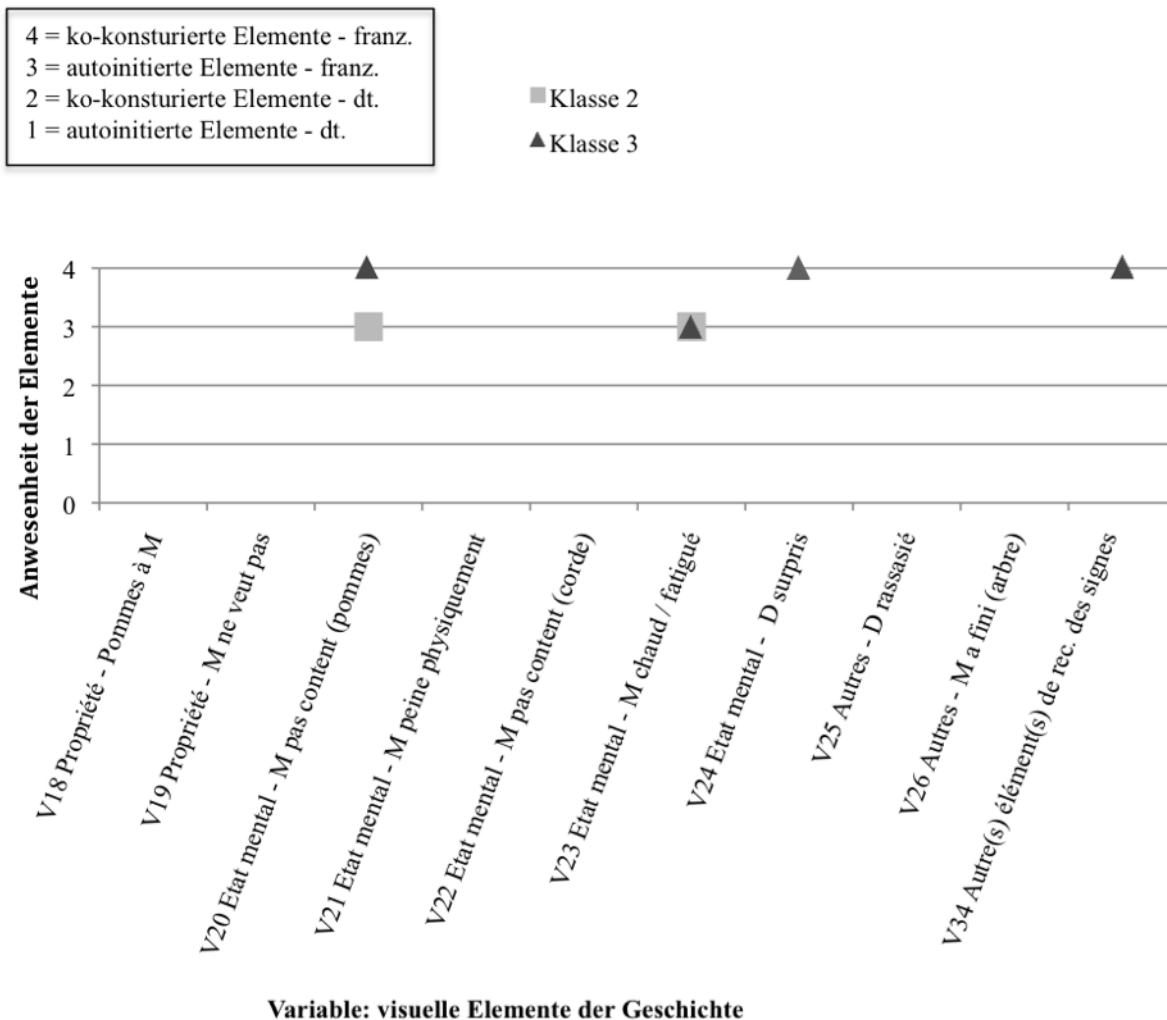 4 = ko-konsturierte Elemente - franz.
3 = autoinitierte Elemente - franz.
2 = ko-konsturierte Elemente - dt.
1 = autoinitierte Elemente - dt.
Klasse 2
Klasse 3
Anwesenheit der Elemente
4
3
2
1
0
V18 Propriété - Pommes à M
V19 Propriété - M ne veut pas
V20 Etat mental - M pas content (pommes)
V21 Etat mental - M peine physiquement
V22 Etat mental - M pas content (corde)
V23 Etat mental - M chaud / fatigué
V24 Etat mental - D surpris
V25 Autres - D rassasié
V26 Autres - M a fini (arbre)
V34 Autre(s) élément(s) de rec. des signes
Variable: visuelle Elemente der Geschichte